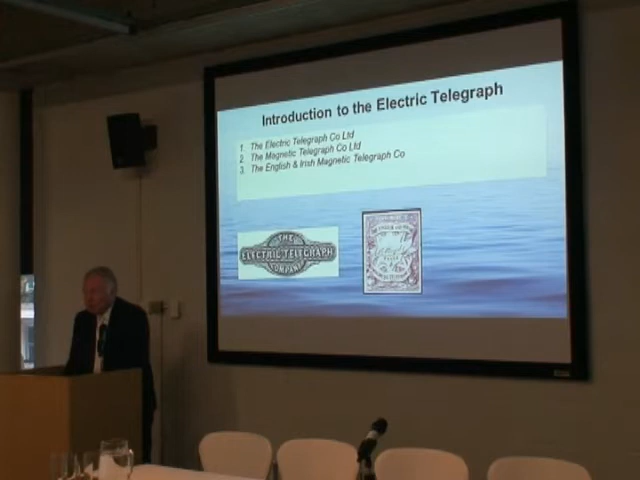 Introduction to the Electric Telegraph
1. The Electric Telegraph Co Ltd
2. The Magnetic Telegraph Co Ltd
3. The English & Irish Magnetic Telegraph Co
THE
ELECTRIC TELEGRAPH
COMPANY